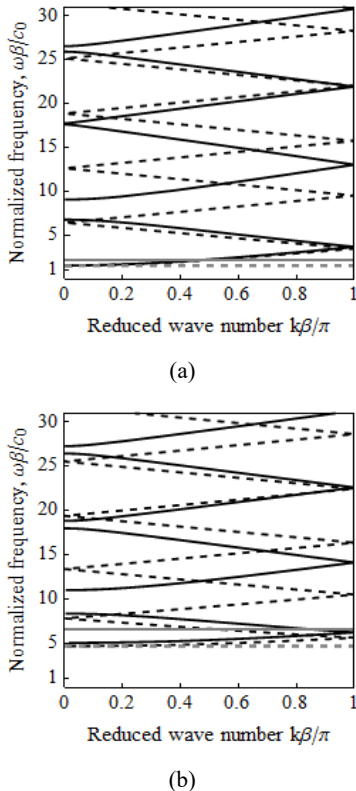 Normalized frequency, ωβ/c0
30
25
20
15
10
5
1
0 0.2 0.4 0.6 0.8 1
Reduced wave number kβ/π
(a)
Normalized frequency, ωβ/c0
30
25
20
15
10
5
1
0 0.2 0.4 0.6 0.8 1
Reduced wave number kβ/π
(b)